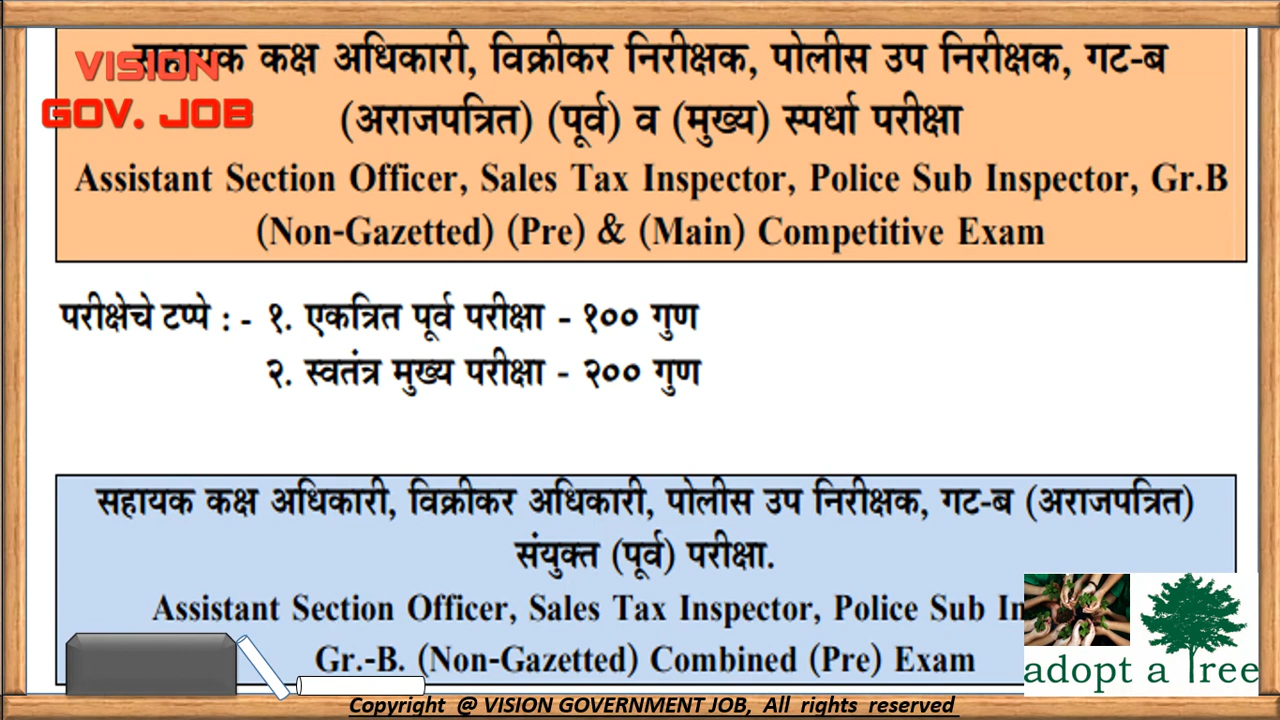 सहायक कक्ष अधिकारी, विक्रीकर निरीक्षक, पोलीस उप निरीक्षक, गट-ब
VISION
GOV. JOB
(अराजपत्रित) (पूर्व) व (मुख्य) स्पर्धा परीक्षा
Assistant Section Officer, Sales Tax Inspector, Police Sub Inspector, Gr.B
(Non-Gazetted) (Pre) & (Main) Competitive Exam
परीक्षेचे टप्पे : - १. एकत्रित पूर्व परीक्षा - १०० गुण
२. स्वतंत्र मुख्य परीक्षा - २०० गुण
सहायक कक्ष अधिकारी, विक्रीकर अधिकारी, पोलीस उप निरीक्षक, गट-ब (अराजपत्रित)
संयुक्त (पूर्व) परीक्षा.
Assistant Section Officer, Sales Tax Inspector, Police Sub In
Gr.-B. (Non-Gazetted) Combined (Pre) Exam
adopt a Tree
Copyright @ VISION GOVERNMENT JOB, All rights reserved